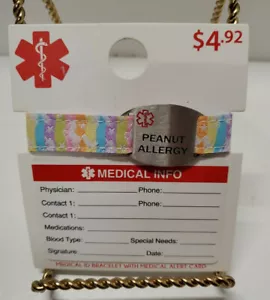 $4.92
PEANUT
ALLERGY
MEDICAL INFO
Physician: Phone:
Contact 1: Phone:
Contact 1:
Medications:
Blood Type: Special Needs:
Signature: Date:
MEDICAL ID BRACELET WITH MEDICAL ALERT CARD